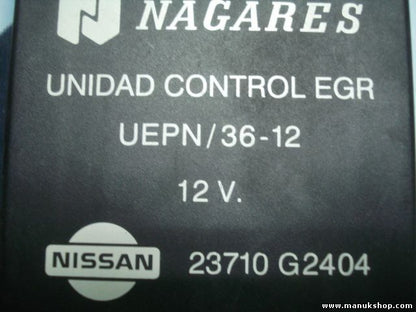 NAGARES
UNIDAD CONTROL EGR
UEPN/36-12
12 V.
NISSAN 23710 G2404
www.manukshop.com